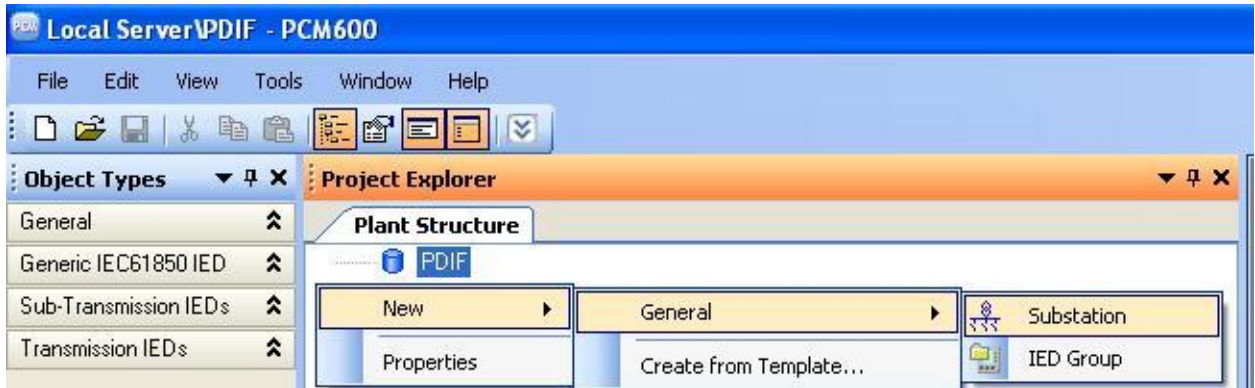 PCM Local Server\PDIF - PCM600
File Edit View Tools Window Help
Object Types
Project Explorer
General
Plant Structure
Generic IEC61850 IED
PDIF
Sub-Transmission IEDs
New
General
Substation
Transmission IEDs
Properties
Create from Template...
IED Group